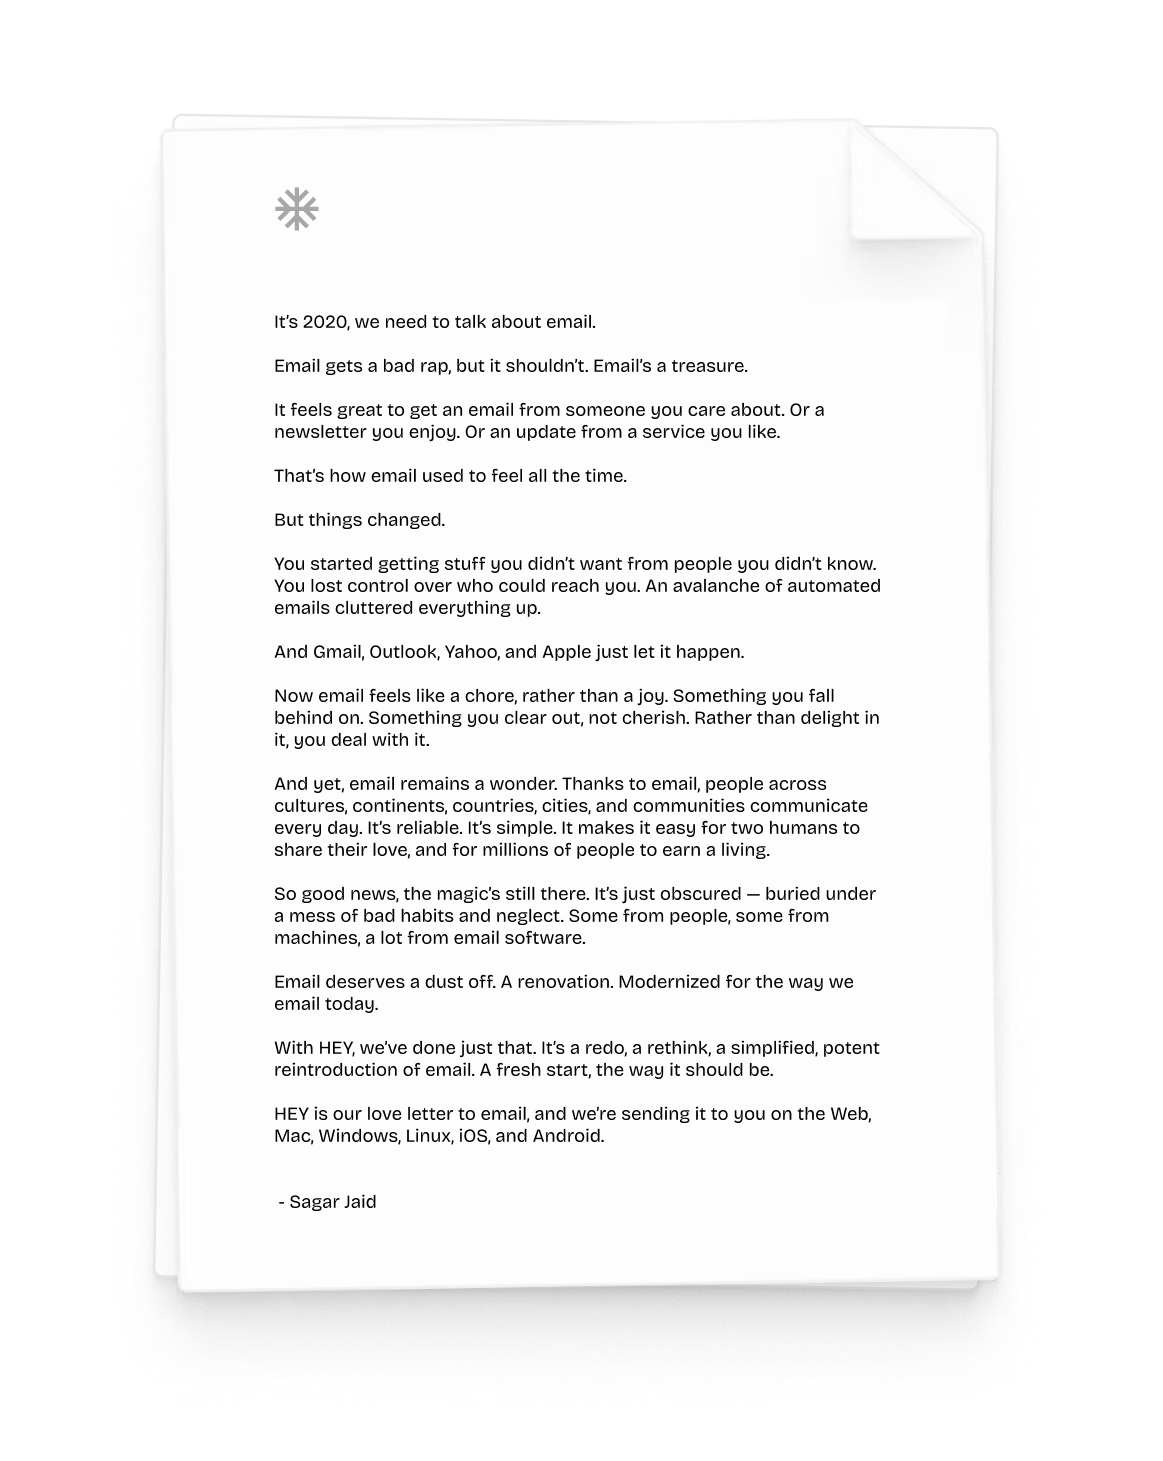 It’s 2020, we need to talk about email.
Email gets a bad rap, but it shouldn’t. Email’s a treasure.
It feels great to get an email from someone you care about. Or a
newsletter you enjoy. Or an update from a service you like.
That’s how email used to feel all the time.
But things changed.
You started getting stuff you didn’t want from people you didn’t know.
You lost control over who could reach you. An avalanche of automated
emails cluttered everything up.
And Gmail, Outlook, Yahoo, and Apple just let it happen.
Now email feels like a chore, rather than a joy. Something you fall
behind on. Something you clear out, not cherish. Rather than delight in
it, you deal with it.
And yet, email remains a wonder. Thanks to email, people across
cultures, continents, countries, cities, and communities communicate
every day. It’s reliable. It’s simple. It makes it easy for two humans to
share their love, and for millions of people to earn a living.
So good news, the magic’s still there. It’s just obscured — buried under
a mess of bad habits and neglect. Some from people, some from
machines, a lot from email software.
Email deserves a dust off. A renovation. Modernized for the way we
email today.
With HEY, we’ve done just that. It’s a redo, a rethink, a simplified, potent
reintroduction of email. A fresh start, the way it should be.
HEY is our love letter to email, and we’re sending it to you on the Web,
Mac, Windows, Linux, iOS, and Android.
- Sagar Jaid